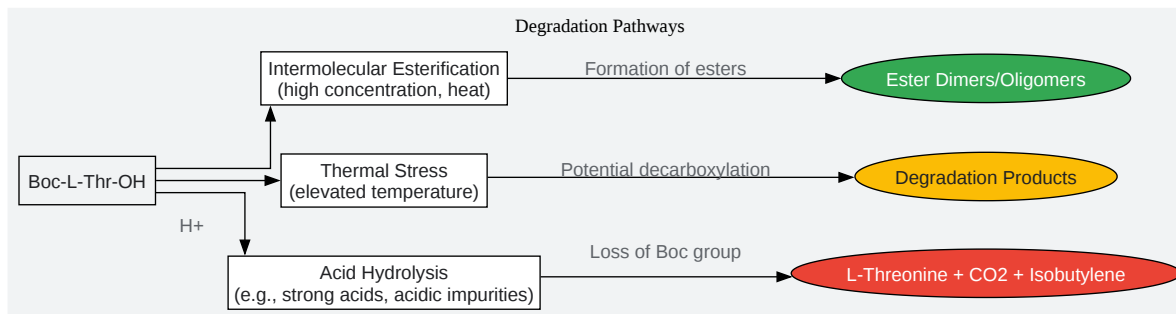 Degradation Pathways
Intermolecular Esterification
(high concentration, heat)
Formation of esters
Ester Dimers/Oligomers
Boc-L-Thr-OH
Thermal Stress
(elevated temperature)
Potential decarboxylation
Degradation Products
H+
Acid Hydrolysis
(e.g., strong acids, acidic impurities)
Loss of Boc group
L-Threonine + CO2 + Isobutylene